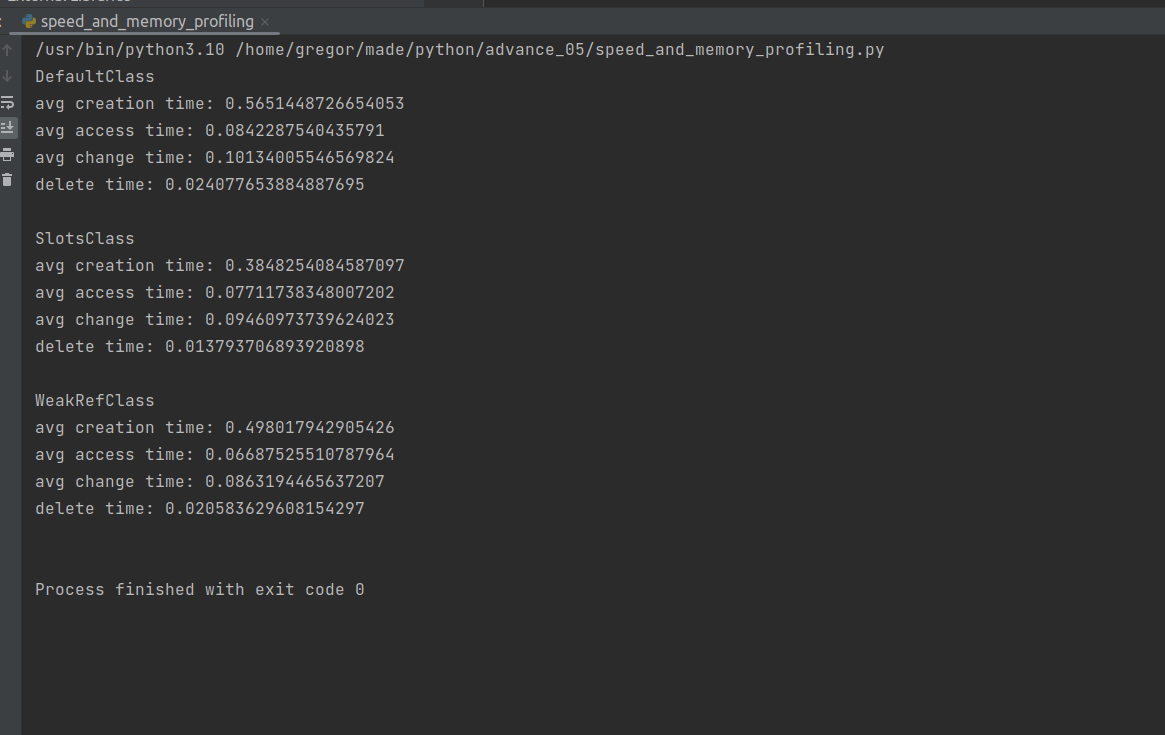 speed_and_memory_profiling ×
/usr/bin/python3.10 /home/gregor/made/python/advance_05/speed_and_memory_profiling.py
DefaultClass
avg creation time: 0.5651448726654053
avg access time: 0.0842287540435791
avg change time: 0.10134005546569824
delete time: 0.024077653884887695

SlotsClass
avg creation time: 0.3848254084587097
avg access time: 0.07711738348007202
avg change time: 0.09460973739624023
delete time: 0.013793706893920898

WeakRefClass
avg creation time: 0.498017942905426
avg access time: 0.06687525510787964
avg change time: 0.0863194465637207
delete time: 0.020583629608154297

Process finished with exit code 0